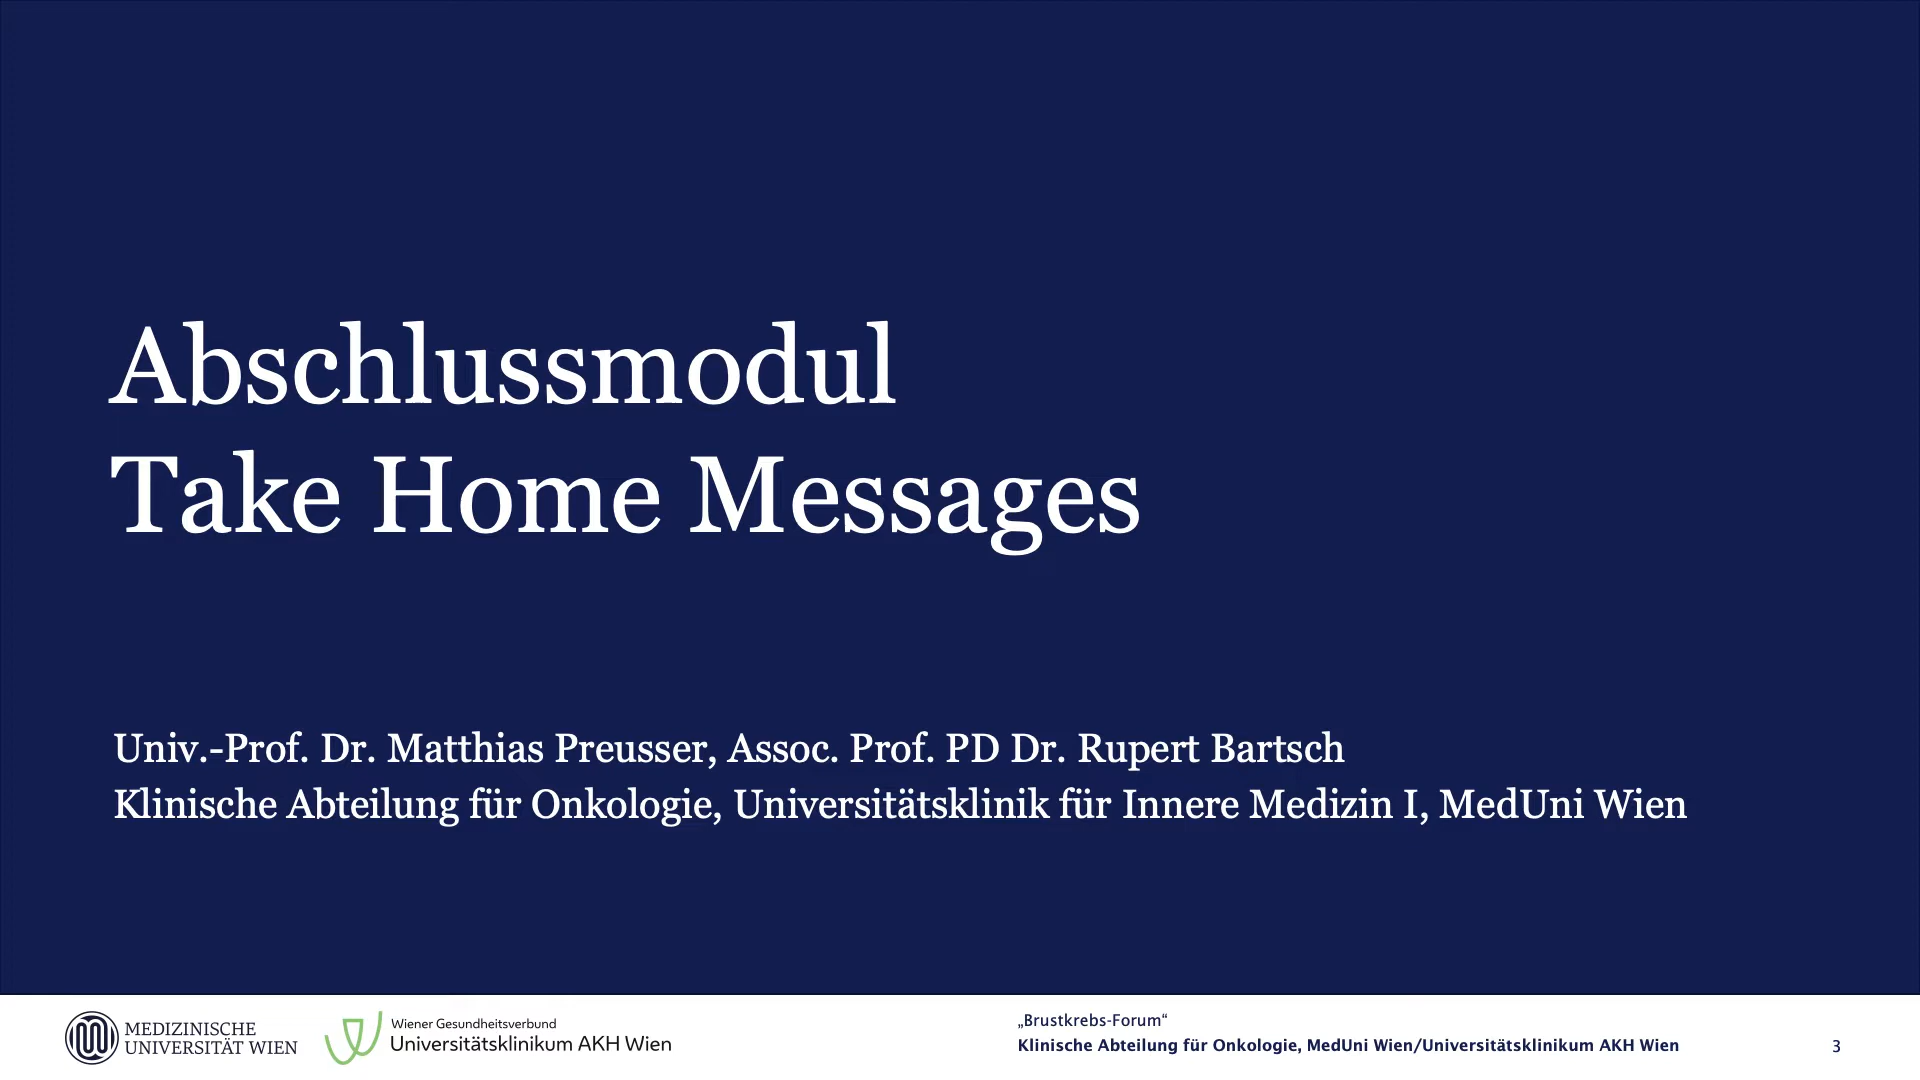 Abschlussmodul
Take Home Messages
Univ.-Prof. Dr. Matthias Preusser, Assoc. Prof. PD Dr. Rupert Bartsch
Klinische Abteilung für Onkologie, Universitätsklinik für Innere Medizin I, MedUni Wien
MEDIZINISCHE
UNIVERSITÄT WIEN
Wiener Gesundheitsverbund
Universitätsklinikum AKH Wien
„Brustkrebs-Forum“
Klinische Abteilung für Onkologie, MedUni Wien/Universitätsklinikum AKH Wien
3